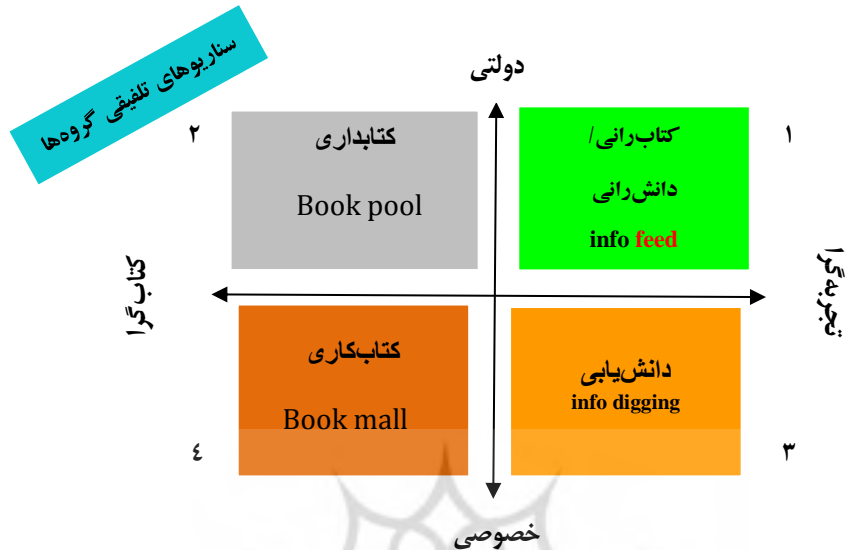 سناریوهای تلفیقی گروه‌ها
دولتی
۱
کتاب‌رانی/
دانش‌رانی
info feed
۲
کتابداری
Book pool
تجربه‌گرا
کتاب‌گرا
دانش‌یابی
info digging
۳
کتاب‌کاری
Book mall
٤
خصوصی